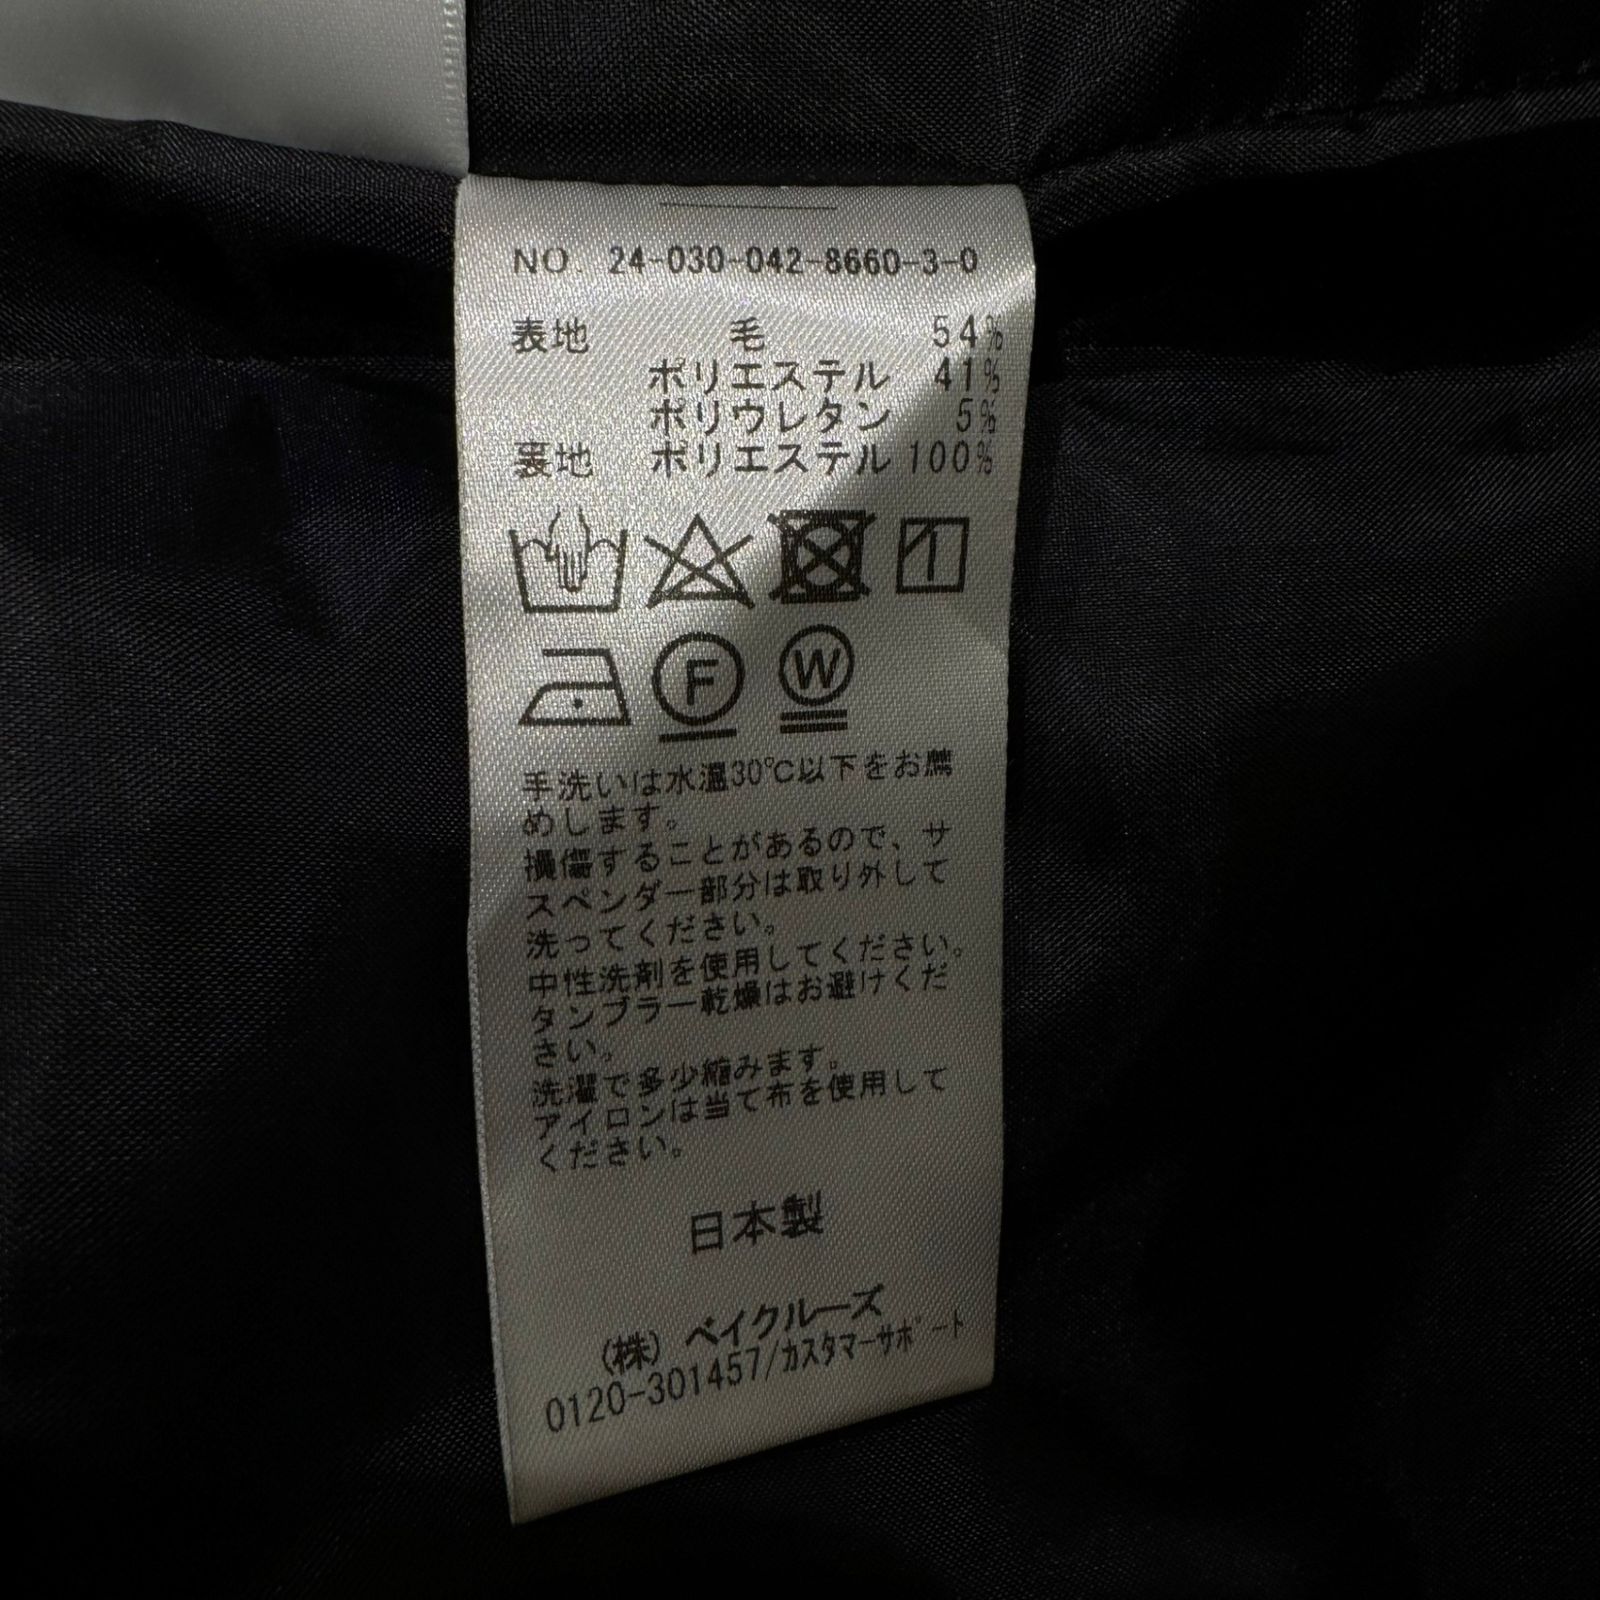 NO. 24-030-042-8660-3-0
表地 毛 54%
ポリエステル 41%
ポリウレタン 5%
裏地 ポリエステル 100%
F W
手洗いは水温30℃以下をお薦
めします。
損傷することがあるので、サ
スペンダー部分は取り外して
洗ってください。
中性洗剤を使用してください。
タンブラー乾燥はお避けくだ
さい。
洗濯で多少縮みます。
アイロンは当て布を使用して
ください。
日本製
(株) ベイクルーズ
0120-301457/カスタマーサポート